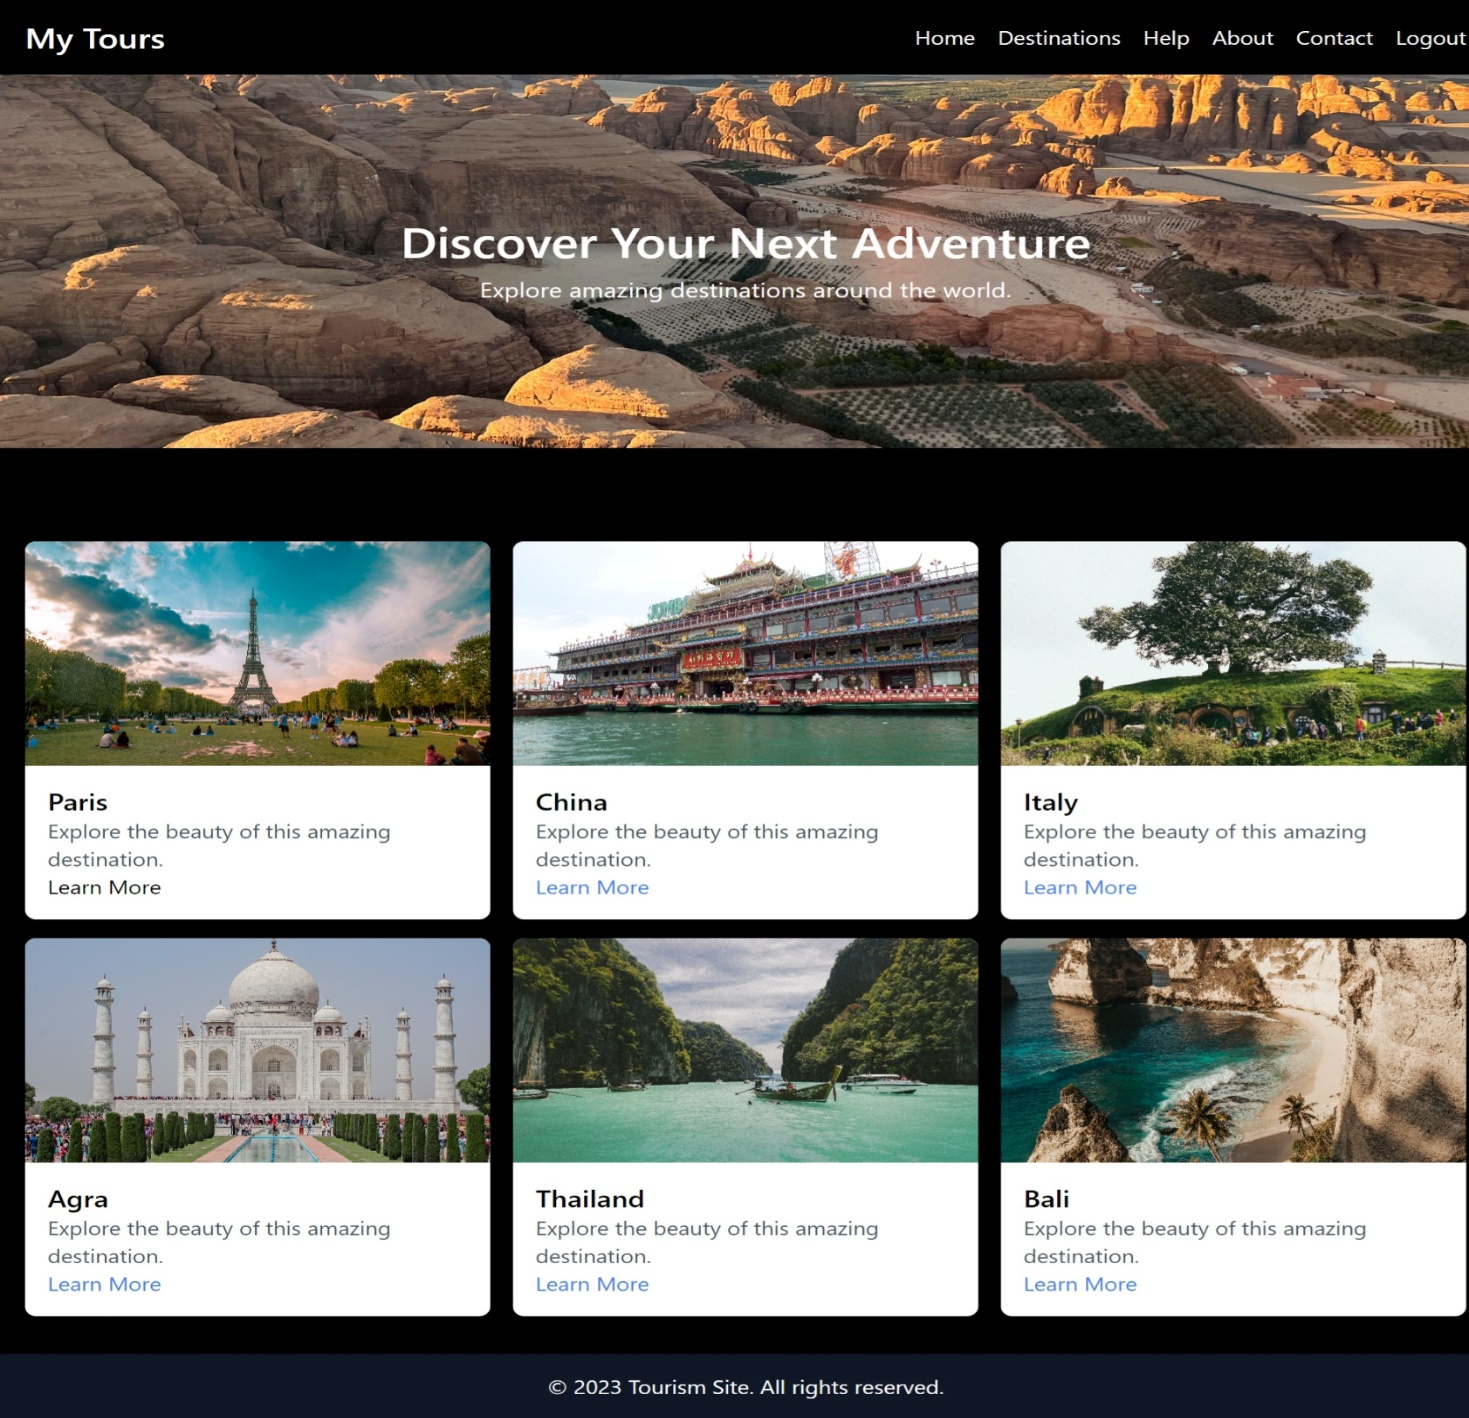 My Tours
Home Destinations Help About Contact Logout
Discover Your Next Adventure
Explore amazing destinations around the world.
JUMBO
Paris
Explore the beauty of this amazing
destination.
Learn More
China
Explore the beauty of this amazing
destination.
Learn More
Italy
Explore the beauty of this amazing
destination.
Learn More
Agra
Explore the beauty of this amazing
destination.
Learn More
Thailand
Explore the beauty of this amazing
destination.
Learn More
Bali
Explore the beauty of this amazing
destination.
Learn More
© 2023 Tourism Site. All rights reserved.